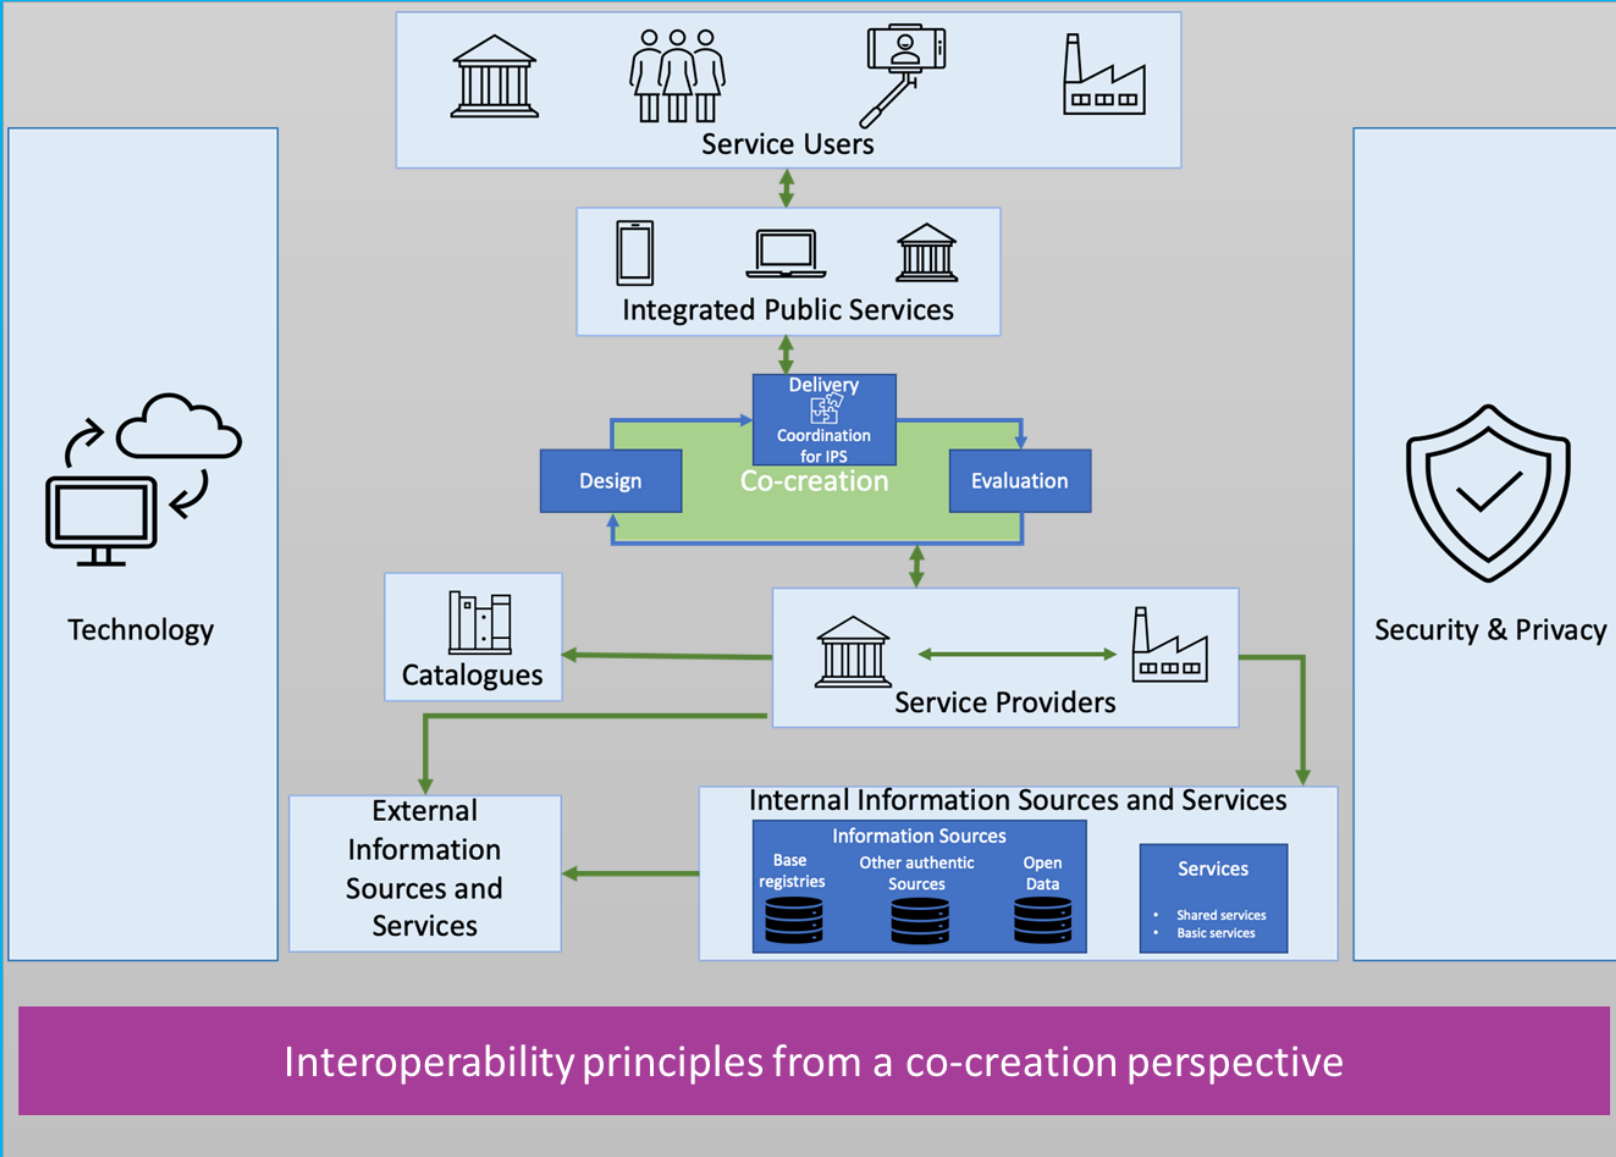 Service Users
Integrated Public Services
Delivery
Coordination
for IPS
Design
Co-creation
Evaluation
Technology
Security & Privacy
Catalogues
Service Providers
External
Information
Sources and
Services
Internal Information Sources and Services
Information Sources
Base
registries
Other authentic
Sources
Open
Data
Services
• Shared services
• Basic services
Interoperability principles from a co-creation perspective